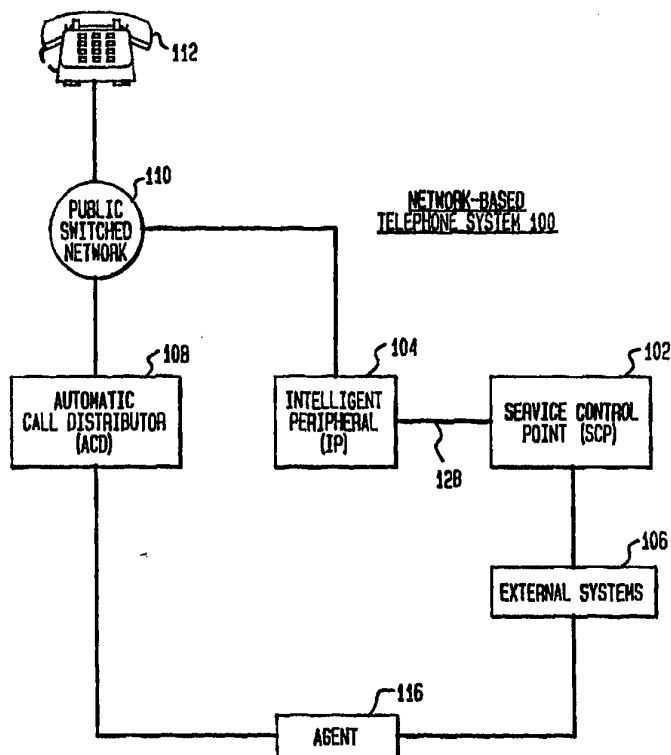 112
110
PUBLIC
SWITCHED
NETWORK
NETWORK-BASED
TELEPHONE SYSTEM 100
108
AUTOMATIC
CALL DISTRIBUTOR
(ACD)
104
INTELLIGENT
PERIPHERAL
(IP)
102
SERVICE CONTROL
POINT (SCP)
128
106
EXTERNAL SYSTEMS
116
AGENT